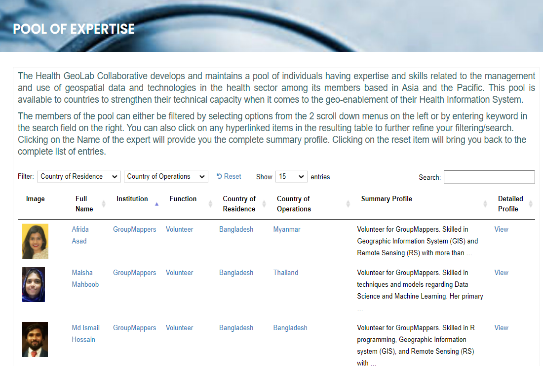 POOL OF EXPERTISE
The Health GeoLab Collaborative develops and maintains a pool of individuals having expertise and skills related to the management
and use of geospatial data and technologies in the health sector among its members based in Asia and the Pacific. This pool is
available to countries to strengthen their technical capacity when it comes to the geo-enablement of their Health Information System.
The members of the pool can either be filtered by selecting options from the 2 scroll down menus on the left or by entering keyword in
the search field on the right. You can also click on any hyperlinked items in the resulting table to further refine your filtering/search.
Clicking on the Name of the expert will provide you the complete summary profile. Clicking on the reset item will bring you back to the
complete list of entries.
Filter: Country of Residence Country of Operations Reset Show 15 entries Search:
Image Full Name Institution Function Country of Residence Country of Operations Summary Profile Detailed Profile
Afrida Asad GroupMappers Volunteer Bangladesh Myanmar Volunteer for GroupMappers. Skilled in View
Geographic Information System (GIS) and
Remote Sensing (RS) with more than
Maisha Mahboob GroupMappers Volunteer Bangladesh Thailand Volunteer for GroupMappers. Skilled in View
techniques and models regarding Data
Science and Machine Learning. Her primary
Md Ismail Hossain GroupMappers Volunteer Bangladesh Bangladesh Volunteer for GroupMappers. Skilled in R View
programming, Geographic Information
system (GIS), and Remote Sensing (RS)
with ...